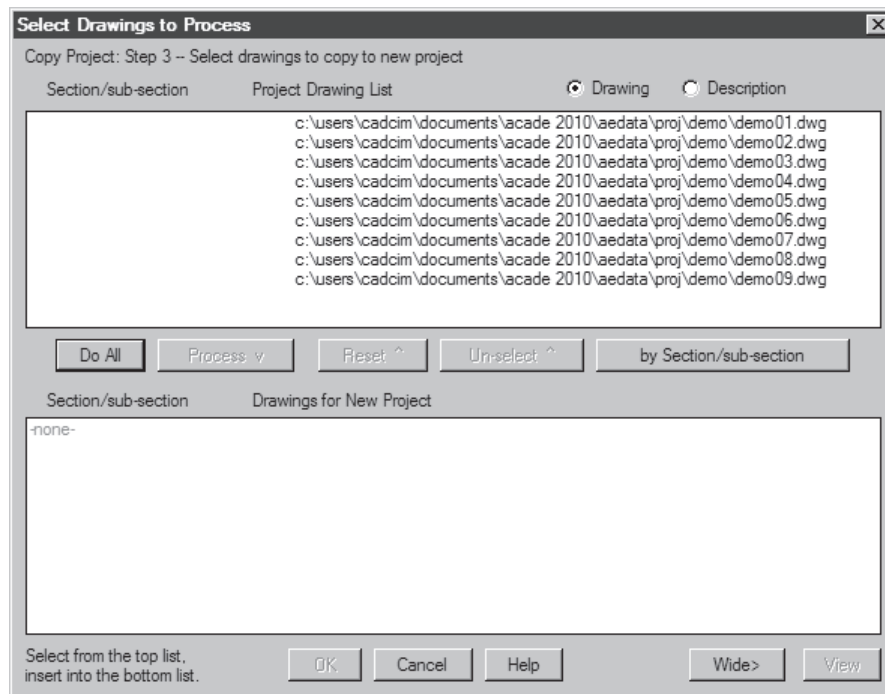 Select Drawings to Process
Copy Project: Step 3 -- Select drawings to copy to new project
Section/sub-section Project Drawing List Drawing Description
c:\users\cadcim\documents\acade 2010\aedata\proj\demo\demo01.dwg
c:\users\cadcim\documents\acade 2010\aedata\proj\demo\demo02.dwg
c:\users\cadcim\documents\acade 2010\aedata\proj\demo\demo03.dwg
c:\users\cadcim\documents\acade 2010\aedata\proj\demo\demo04.dwg
c:\users\cadcim\documents\acade 2010\aedata\proj\demo\demo05.dwg
c:\users\cadcim\documents\acade 2010\aedata\proj\demo\demo06.dwg
c:\users\cadcim\documents\acade 2010\aedata\proj\demo\demo07.dwg
c:\users\cadcim\documents\acade 2010\aedata\proj\demo\demo08.dwg
c:\users\cadcim\documents\acade 2010\aedata\proj\demo\demo09.dwg
Do All Process v Reset ^ Un-select ^ by Section/sub-section
Section/sub-section Drawings for New Project
-none-
Select from the top list,
insert into the bottom list.
OK Cancel Help Wide> View